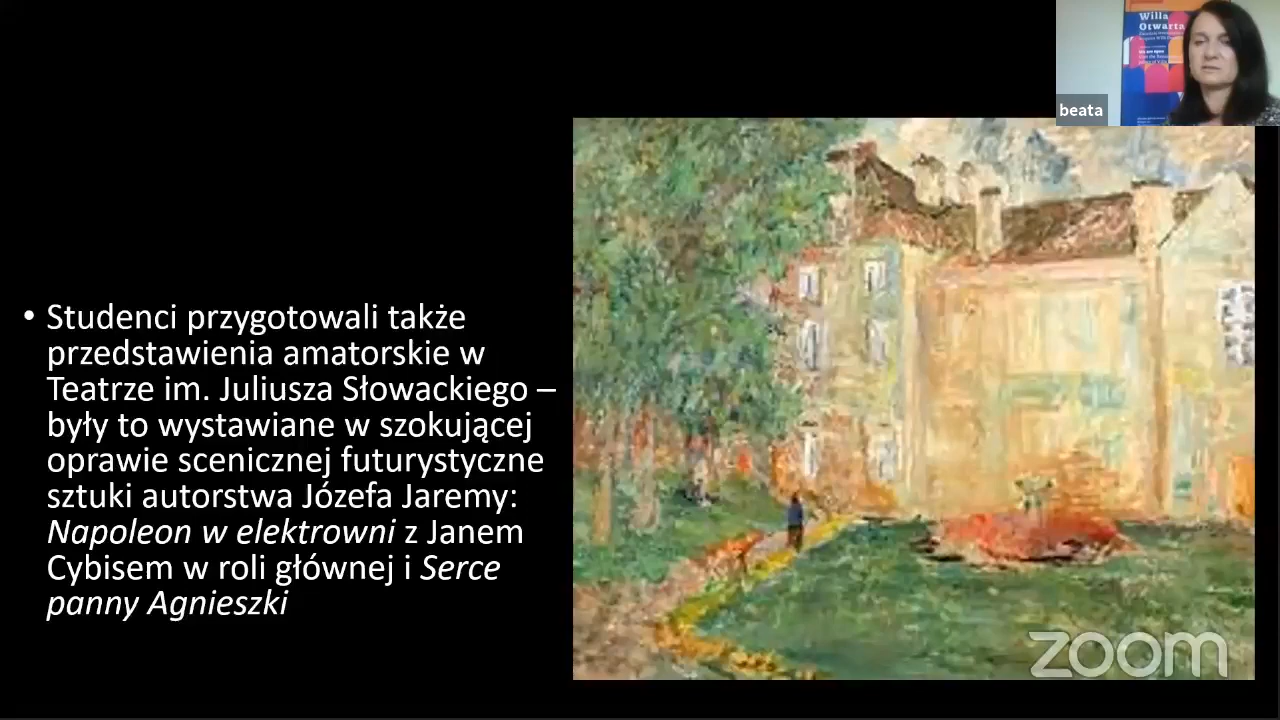 Willa
Otwarta
beata
• Studenci przygotowali także
przedstawienia amatorskie w
Teatrze im. Juliusza Słowackiego –
były to wystawiane w szokującej
oprawie scenicznej futurystyczne
sztuki autorstwa Józefa Jaremy:
Napoleon w elektrowni z Janem
Cybisem w roli głównej i Serce
panny Agnieszki
zoom